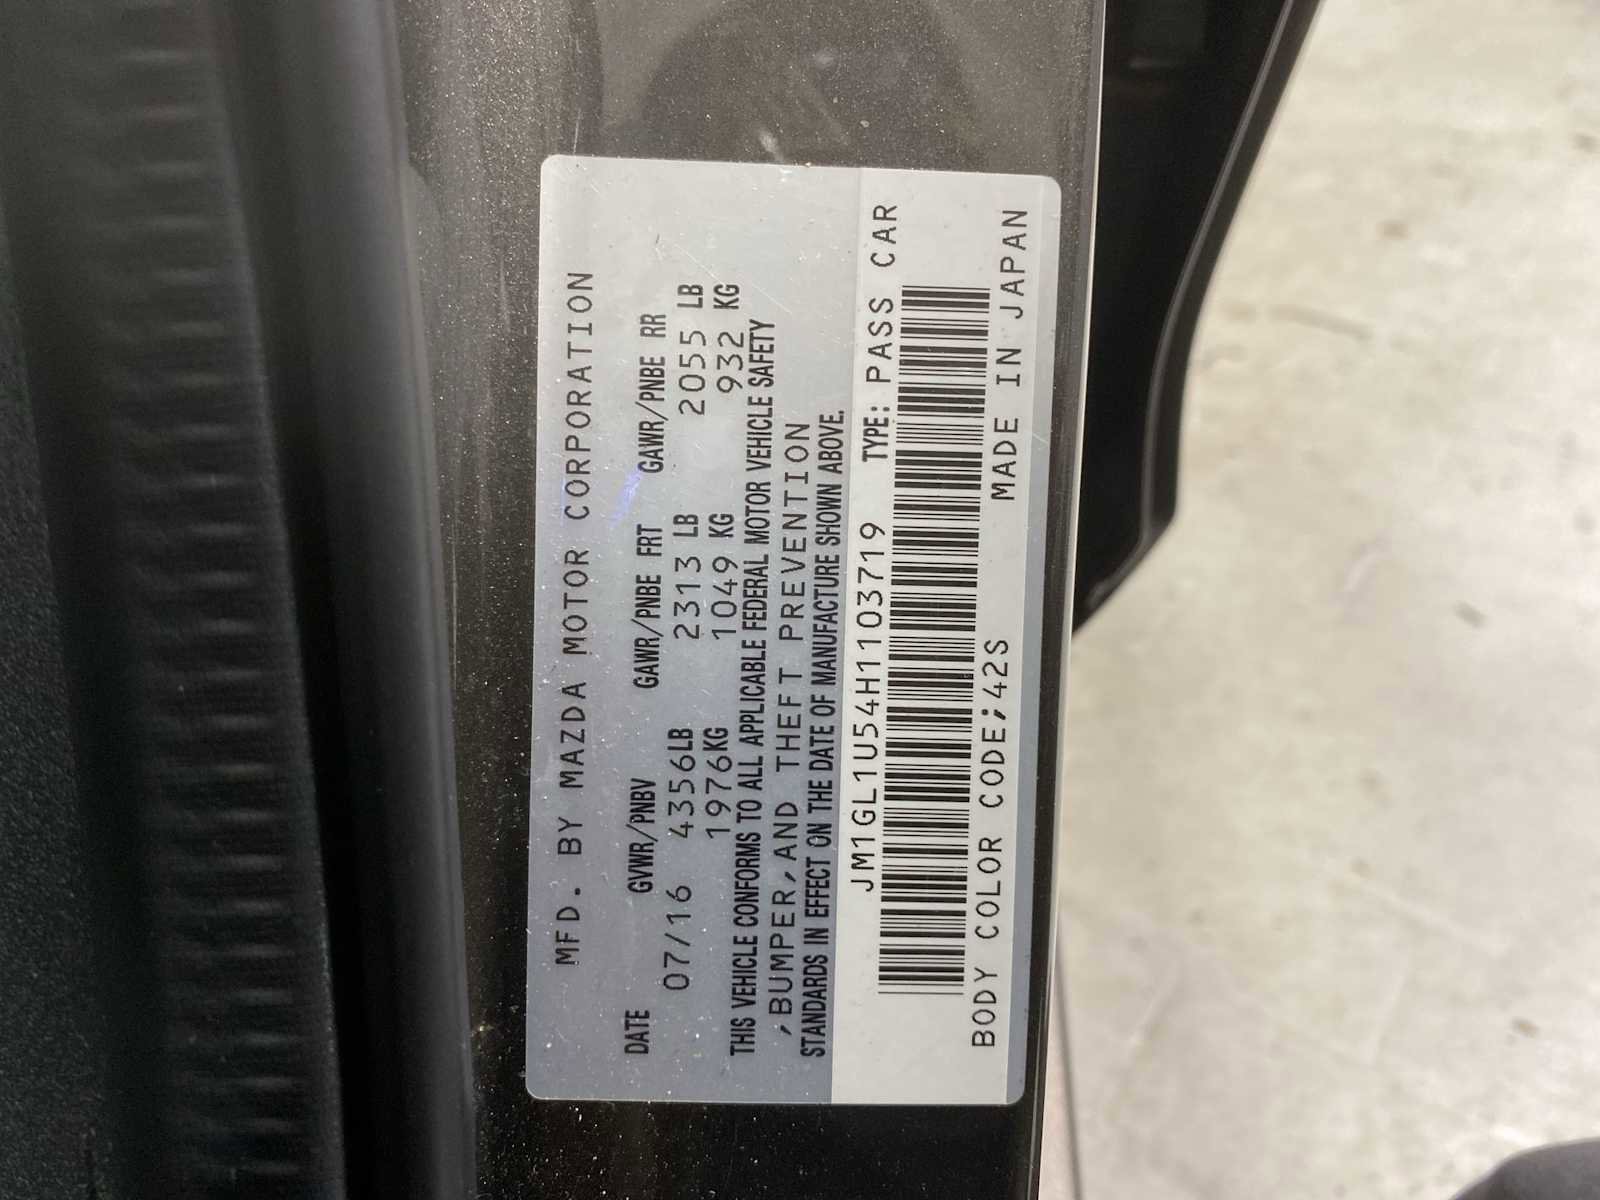 MFD. BY MAZDA MOTOR CORPORATION
DATE GVWR/PNBV GAWR/PNBE FRT GAWR/PNBE RR
07/16 4356LB 2313 LB 2055 LB
1976KG 1049 KG 932 KG
THIS VEHICLE CONFORMS TO ALL APPLICABLE FEDERAL MOTOR VEHICLE SAFETY
,BUMPER,AND THEFT PREVENTION
STANDARDS IN EFFECT ON THE DATE OF MANUFACTURE SHOWN ABOVE.
JM1GL1U54H1103719 TYPE: PASS CAR
BODY COLOR CODE;42S MADE IN JAPAN